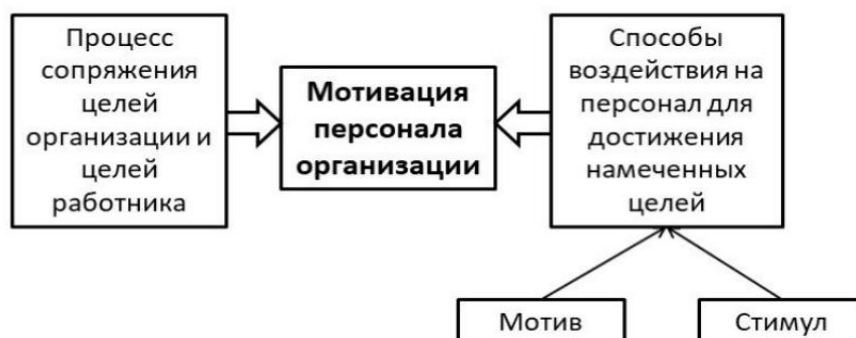 Процесс
сопряжения
целей
организации и
целей
работника
Мотивация
персонала
организации
Способы
воздействия на
персонал для
достижения
намеченных
целей
Мотив
Стимул